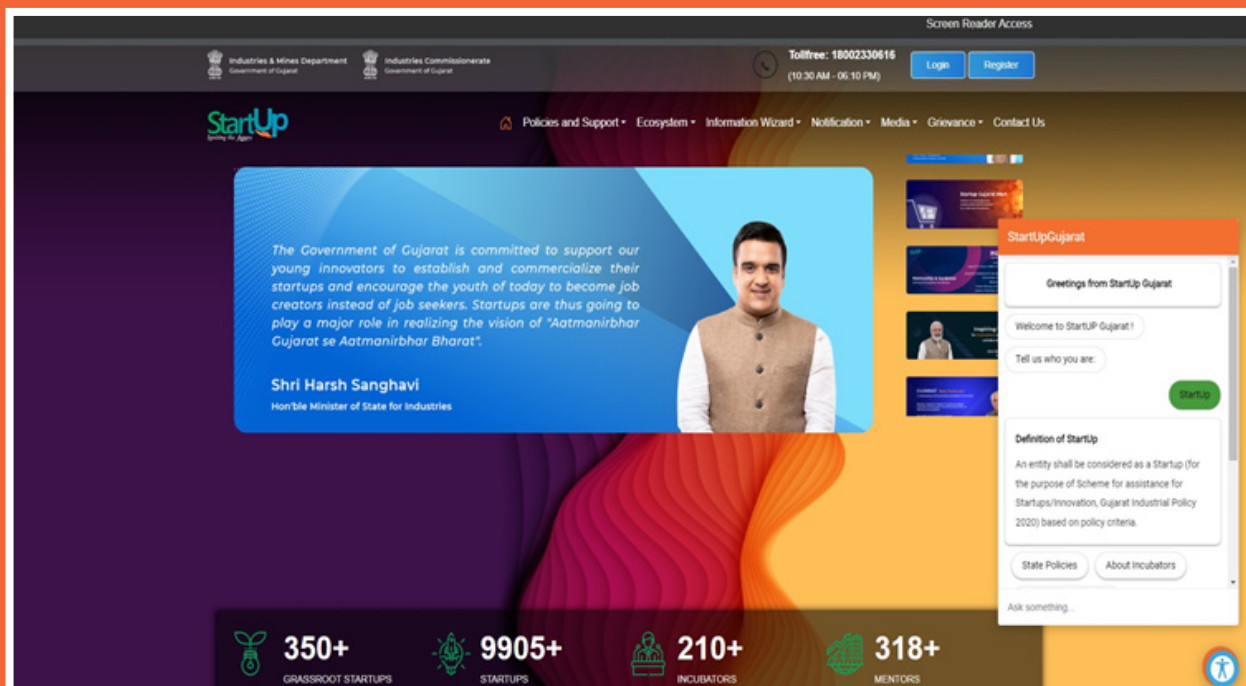 Screen Reader Access
Industries & Mines Department
Government of Gujarat
Industries Commissionerate
Government of Gujarat
Tollfree: 18002330616
(10:30 AM - 06:10 PM)
Login
Register
StartUp
Policies and Support
Ecosystem
Information Wizard
Notification
Media
Grievance
Contact Us
The Government of Gujarat is committed to support our
young innovators to establish and commercialize their
startups and encourage the youth of today to become job
creators instead of job seekers. Startups are thus going to
play a major role in realizing the vision of "Aatmanirbhar
Gujarat se Aatmanirbhar Bharat".
Shri Harsh Sanghavi
Hon'ble Minister of State for Industries
StartUpGujarat
Greetings from StartUp Gujarat
Welcome to StartUP Gujarat !
Tell us who you are:
StartUp
Definition of StartUp
An entity shall be considered as a Startup (for
the purpose of Scheme for assistance for
Startups/Innovation, Gujarat Industrial Policy
2020) based on policy criteria.
State Policies
About Incubators
Ask something...
350+
GRASSROOT STARTUPS
9905+
STARTUPS
210+
INCUBATORS
318+
MENTORS